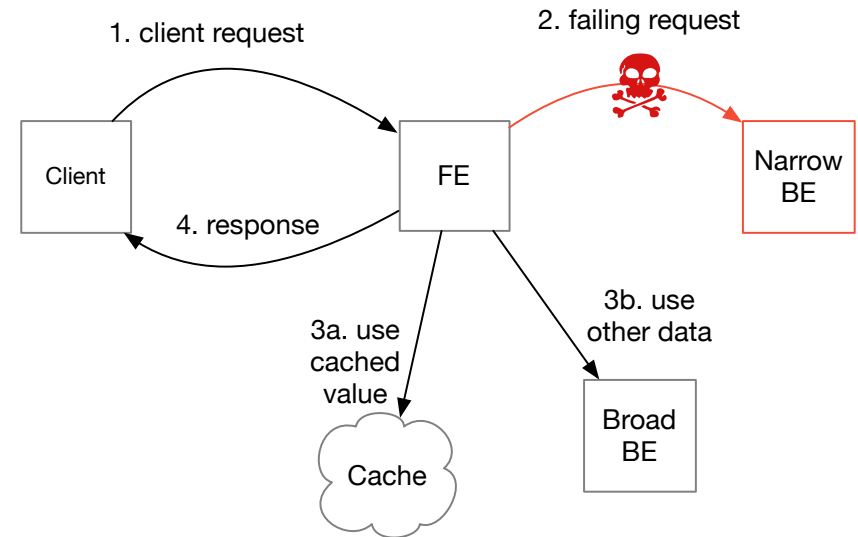 1. client request
2. failing request
Client
FE
Narrow
BE
4. response
3a. use
cached
value
3b. use
other data
Broad
BE
Cache